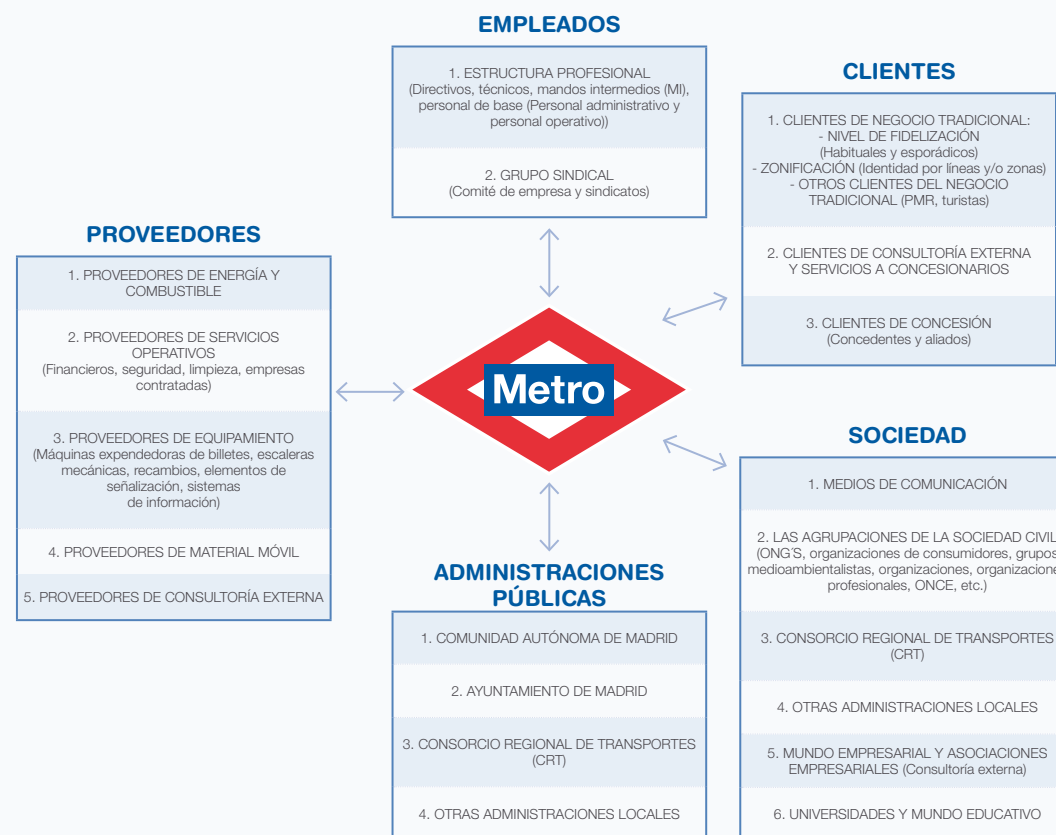 EMPLEADOS
1. ESTRUCTURA PROFESIONAL
(Directivos, técnicos, mandos intermedios (MI),
personal de base (Personal administrativo y
personal operativo))
2. GRUPO SINDICAL
(Comité de empresa y sindicatos)
CLIENTES
1. CLIENTES DE NEGOCIO TRADICIONAL:
- NIVEL DE FIDELIZACIÓN
(Habituales y esporádicos)
- ZONIFICACIÓN (Identidad por líneas y/o zonas)
- OTROS CLIENTES DEL NEGOCIO
TRADICIONAL (PMR, turistas)
2. CLIENTES DE CONSULTORÍA EXTERNA
Y SERVICIOS A CONCESIONARIOS
3. CLIENTES DE CONCESIÓN
(Concedentes y aliados)
PROVEEDORES
1. PROVEEDORES DE ENERGÍA Y
COMBUSTIBLE
2. PROVEEDORES DE SERVICIOS
OPERATIVOS
(Financieros, seguridad, limpieza, empresas
contratadas)
3. PROVEEDORES DE EQUIPAMIENTO
(Máquinas expendedoras de billetes, escaleras
mecánicas, recambios, elementos de
señalización, sistemas
de información)
4. PROVEEDORES DE MATERIAL MÓVIL
5. PROVEEDORES DE CONSULTORÍA EXTERNA
Metro
ADMINISTRACIONES
PÚBLICAS
1. COMUNIDAD AUTÓNOMA DE MADRID
2. AYUNTAMIENTO DE MADRID
3. CONSORCIO REGIONAL DE TRANSPORTES
(CRT)
4. OTRAS ADMINISTRACIONES LOCALES
SOCIEDAD
1. MEDIOS DE COMUNICACIÓN
2. LAS AGRUPACIONES DE LA SOCIEDAD CIVIL
(ONG´S, organizaciones de consumidores, grupos
medioambientalistas, organizaciones, organizacione
profesionales, ONCE, etc.)
3. CONSORCIO REGIONAL DE TRANSPORTES
(CRT)
4. OTRAS ADMINISTRACIONES LOCALES
5. MUNDO EMPRESARIAL Y ASOCIACIONES
EMPRESARIALES (Consultoría externa)
6. UNIVERSIDADES Y MUNDO EDUCATIVO